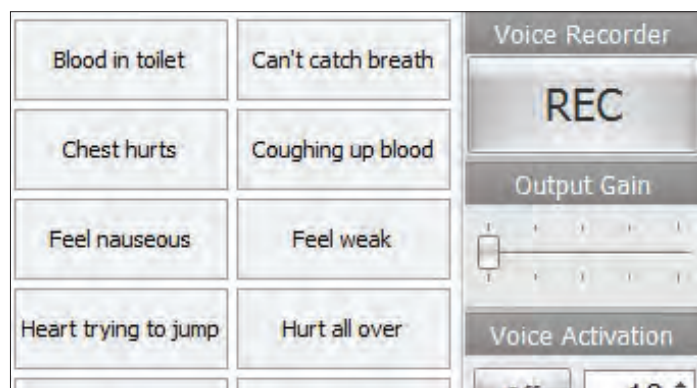 Blood in toilet
Can't catch breath
Voice Recorder
REC
Chest hurts
Coughing up blood
Output Gain
Feel nauseous
Feel weak
Heart trying to jump
Hurt all over
Voice Activation